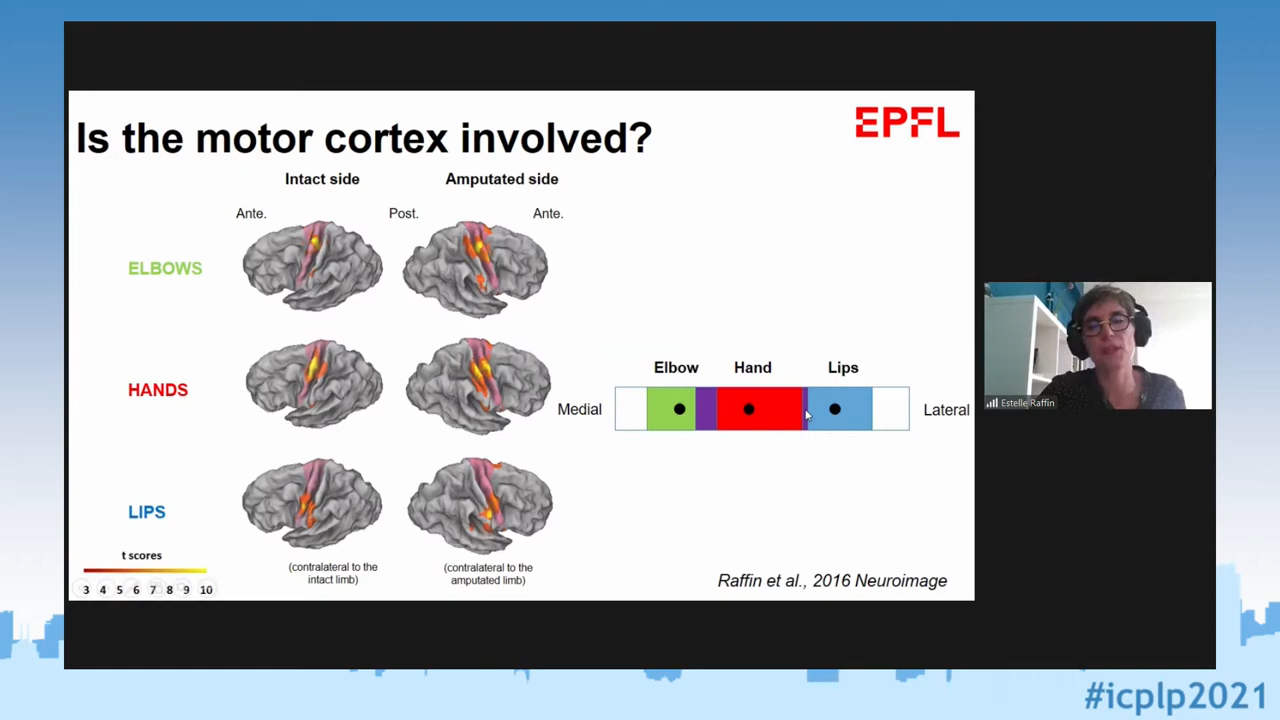 Is the motor cortex involved?
EPFL
Intact side
Amputated side
Ante.
Post.
Ante.
ELBOWS
HANDS
LIPS
Elbow
Hand
Lips
Medial
Lateral
t scores
3 4 5 6 7 8 9 10
(contralateral to the
intact limb)
(contralateral to the
amputated limb)
Raffin et al., 2016 Neuroimage
Estelle Raffin
#icplp2021